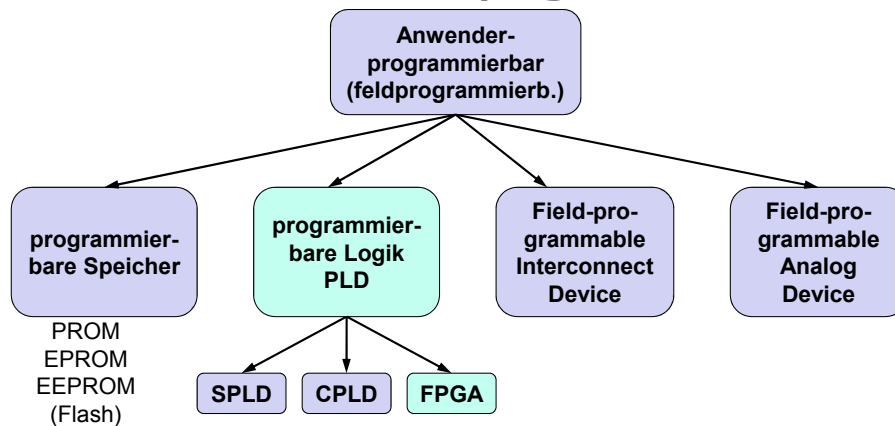 Anwender-
programmierbar
(feldprogrammierb.)
programmier-
bare Speicher
programmier-
bare Logik
PLD
Field-pro-
grammable
Interconnect
Device
Field-pro-
grammable
Analog
Device
PROM
EPROM
EEPROM
(Flash)
SPLD
CPLD
FPGA